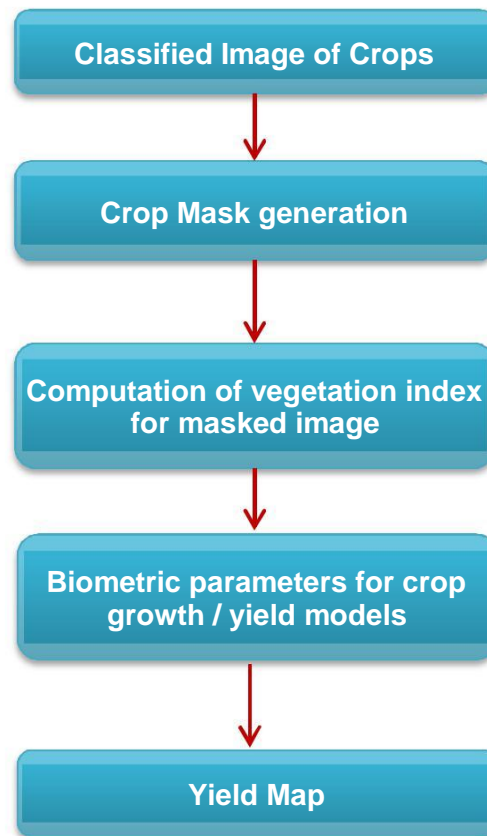 Classified Image of Crops
Crop Mask generation
Computation of vegetation index
for masked image
Biometric parameters for crop
growth / yield models
Yield Map